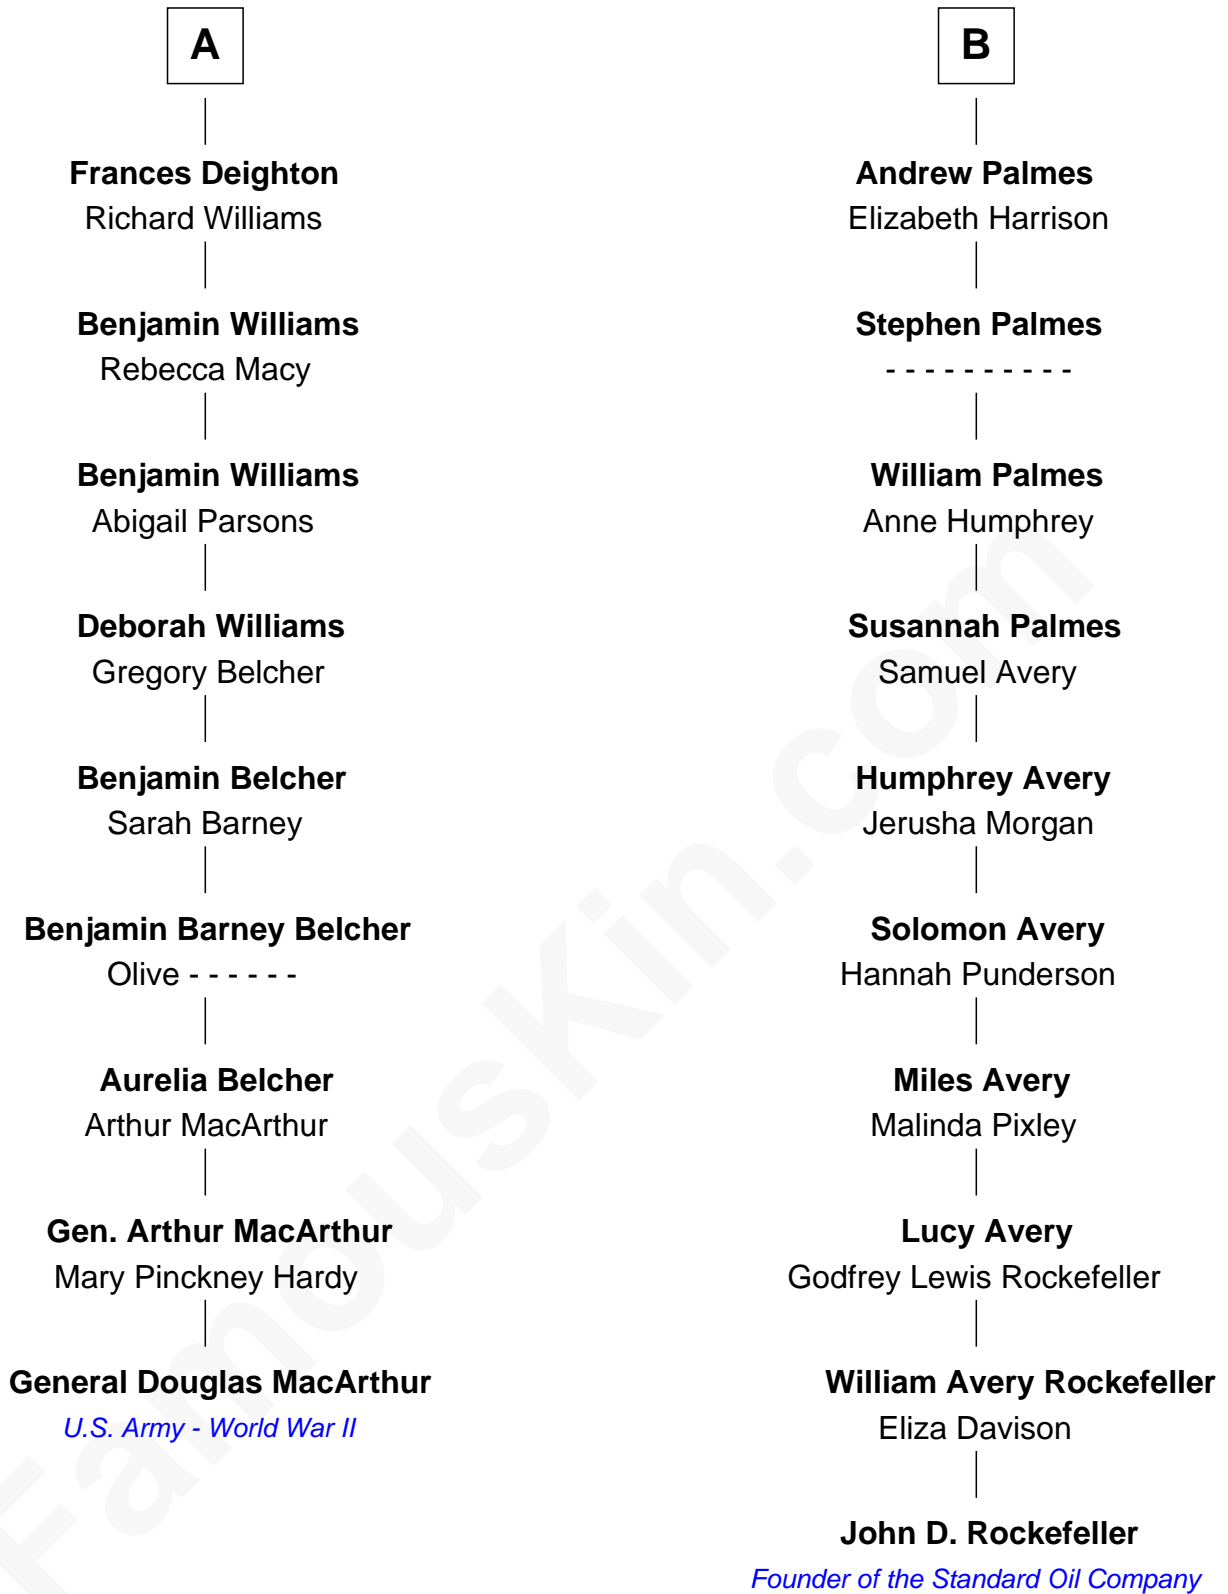 A
Frances Deighton
Richard Williams
Benjamin Williams
Rebecca Macy
Benjamin Williams
Abigail Parsons
Deborah Williams
Gregory Belcher
Benjamin Belcher
Sarah Barney
Benjamin Barney Belcher
Olive - - - - - -
Aurelia Belcher
Arthur MacArthur
Gen. Arthur MacArthur
Mary Pinckney Hardy
General Douglas MacArthur
U.S. Army - World War II
B
Andrew Palmes
Elizabeth Harrison
Stephen Palmes
- - - - - - - - - -
William Palmes
Anne Humphrey
Susannah Palmes
Samuel Avery
Humphrey Avery
Jerusha Morgan
Solomon Avery
Hannah Punderson
Miles Avery
Malinda Pixley
Lucy Avery
Godfrey Lewis Rockefeller
William Avery Rockefeller
Eliza Davison
John D. Rockefeller
Founder of the Standard Oil Company
FamousKin.com